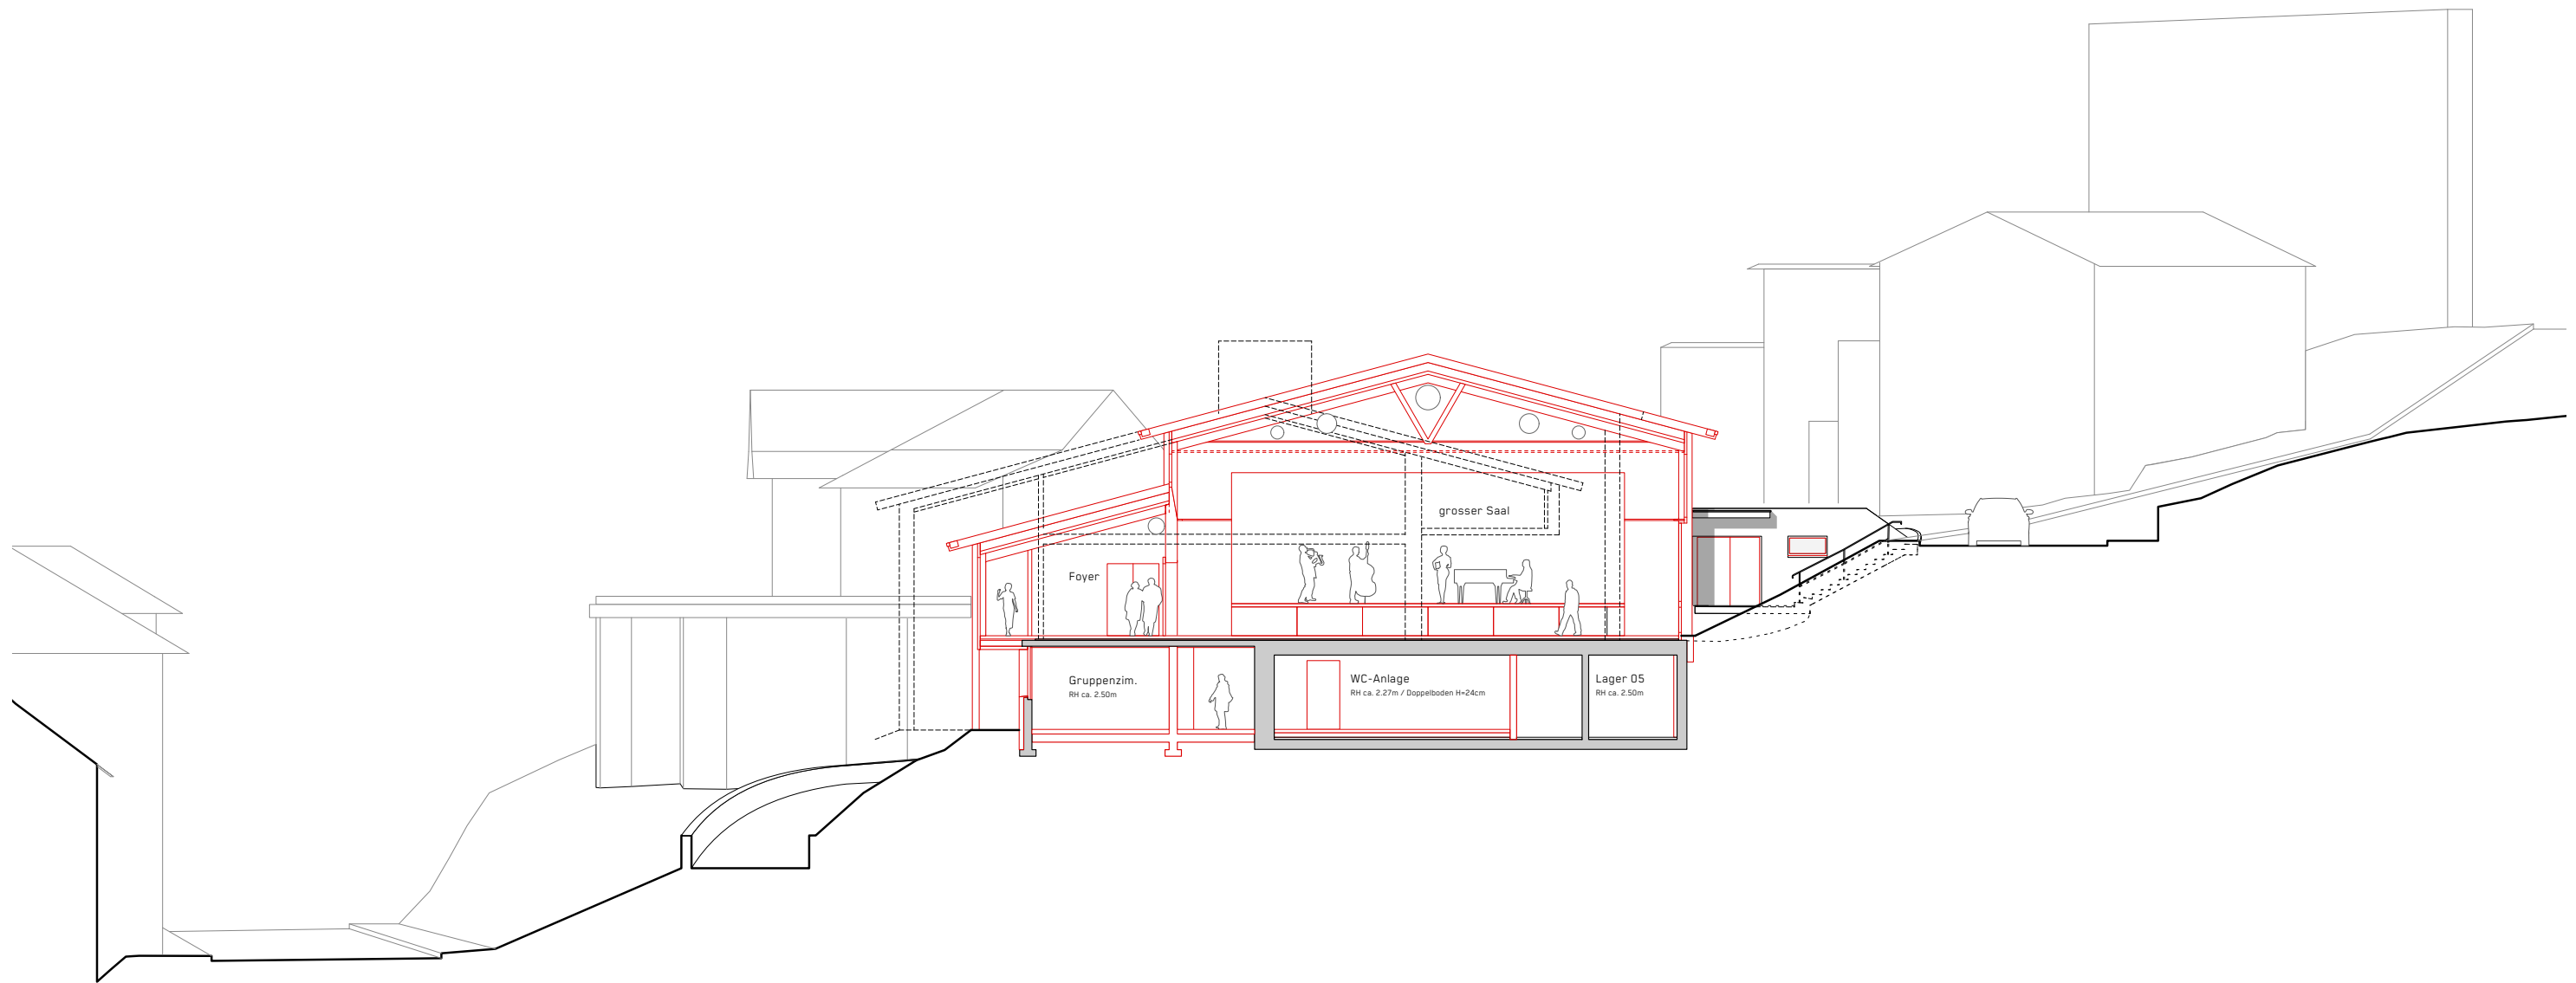 grosser Saal
Foyer
Gruppenzim.
RH ca. 2.50m
WC-Anlage
RH ca. 2.27m / Doppelboden H=24cm
Lager 05
RH ca. 2.50m